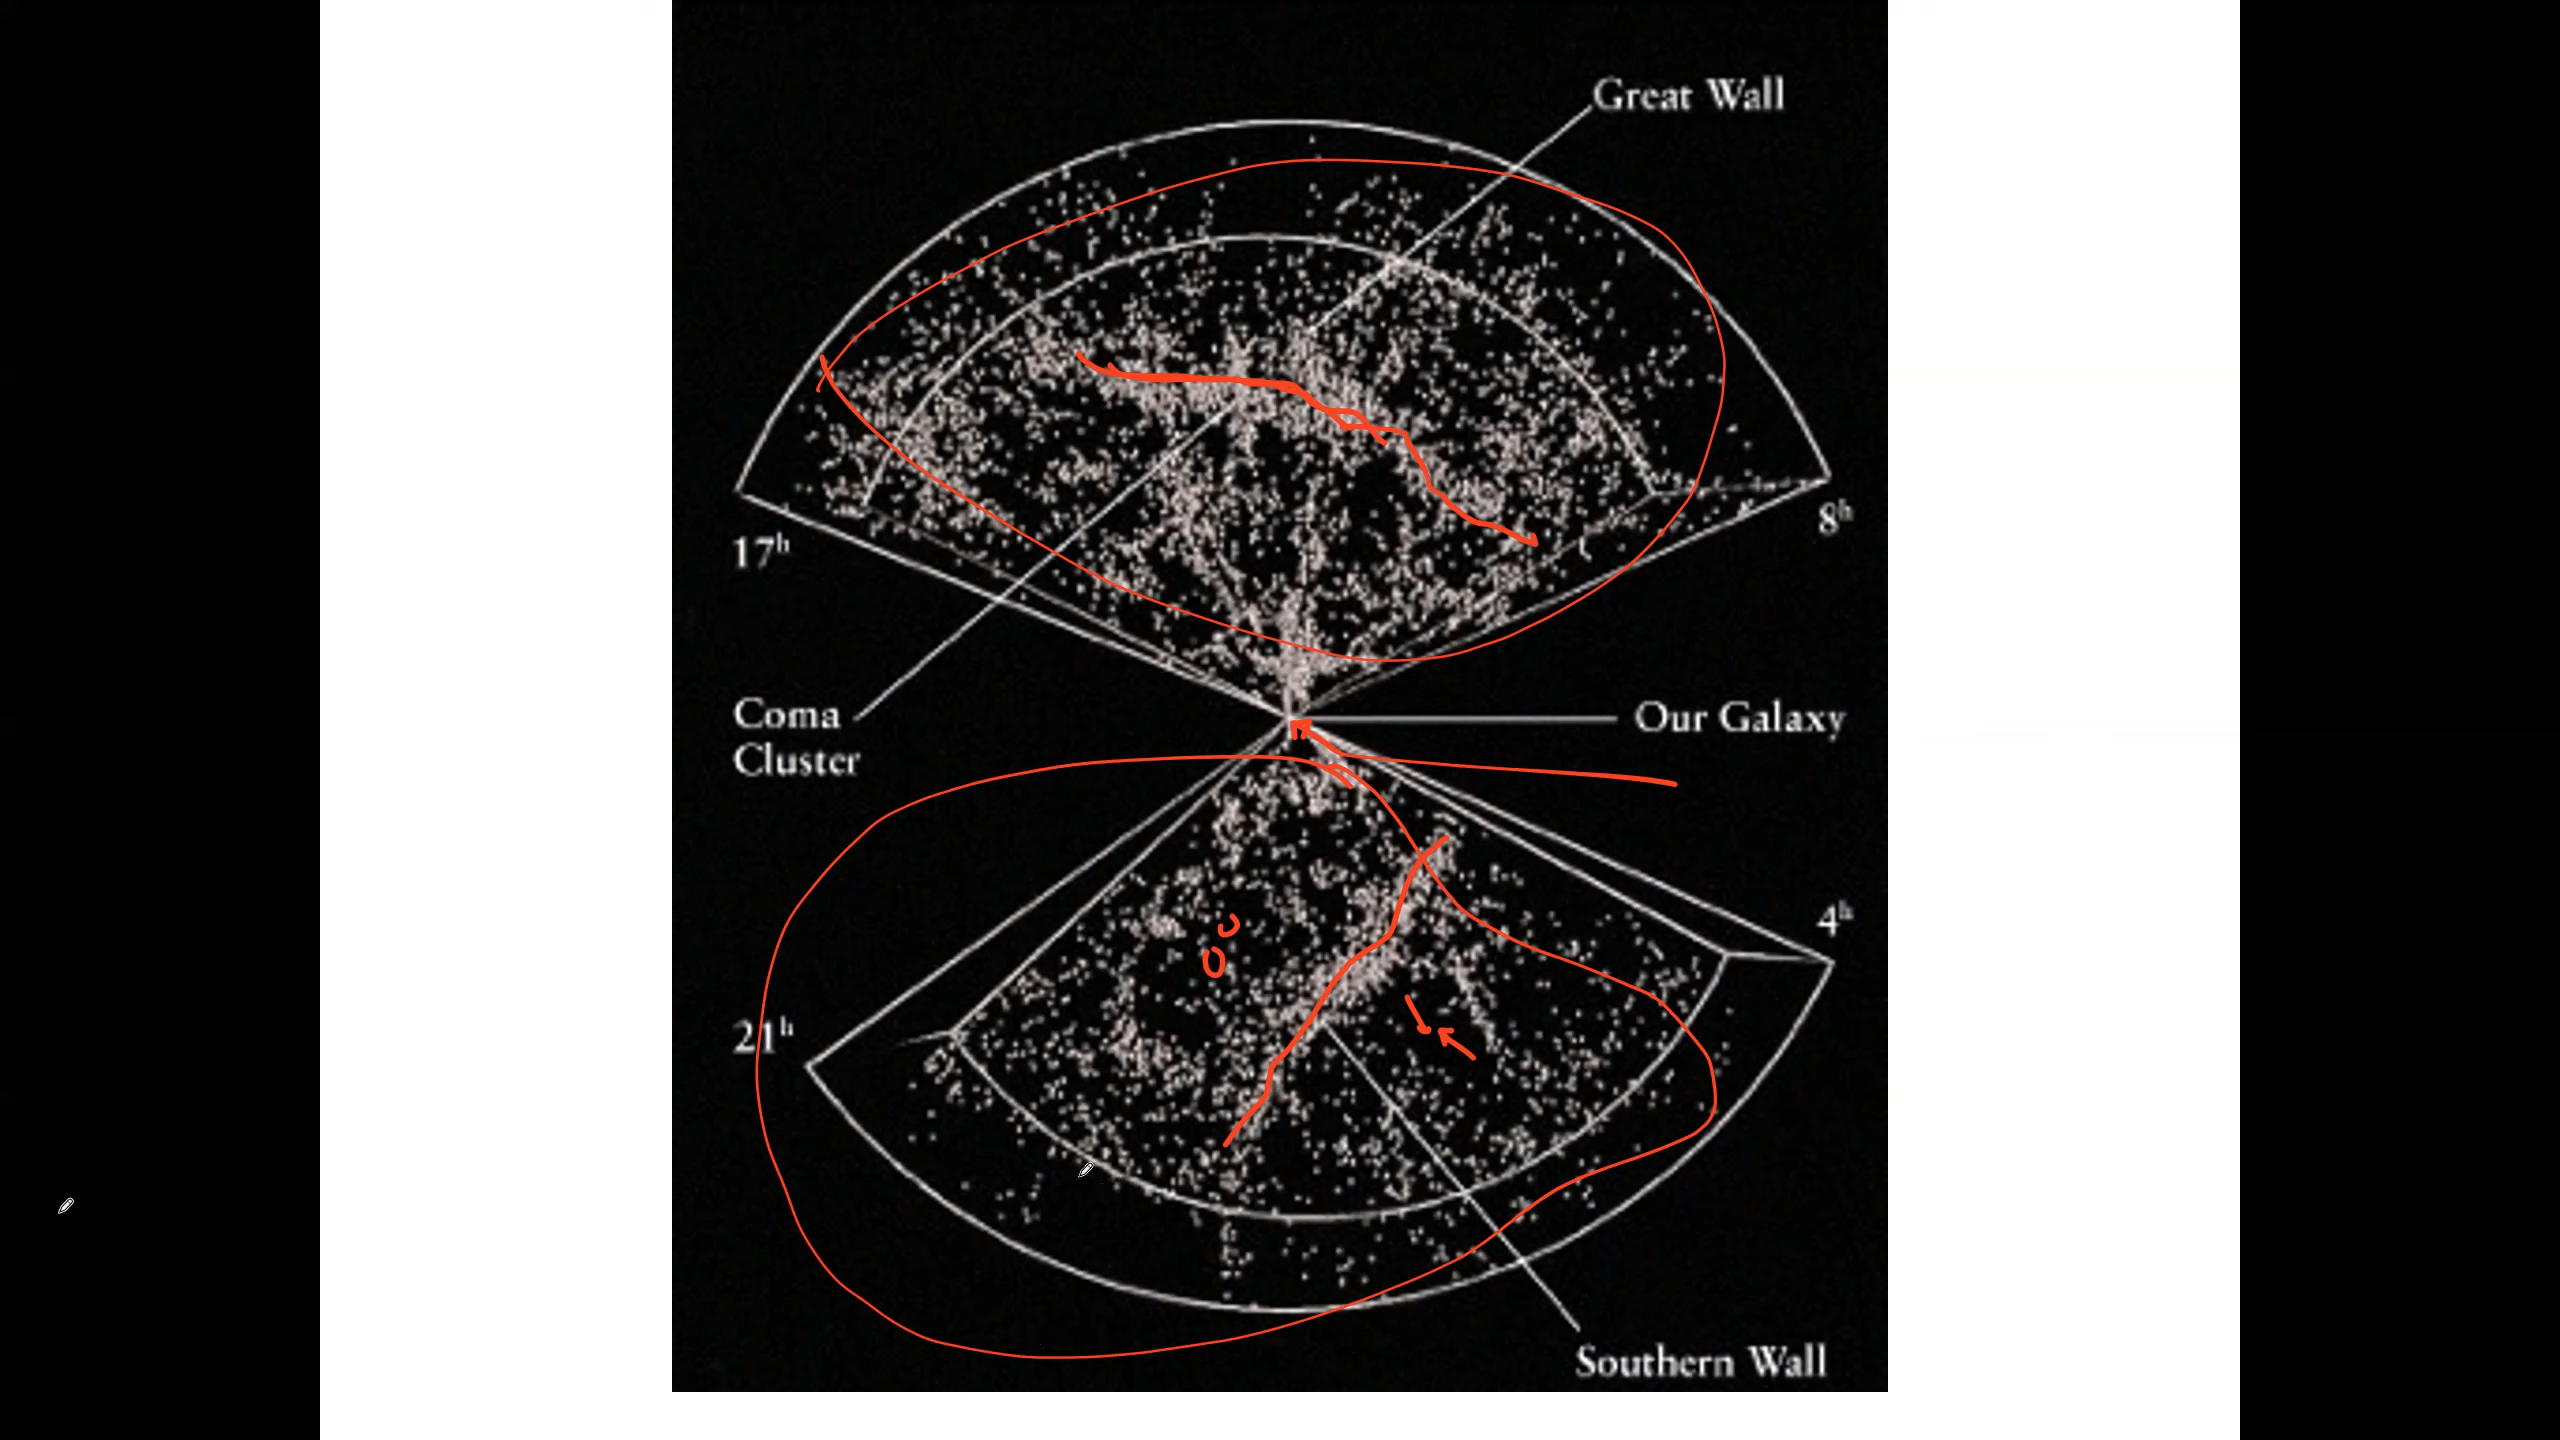 Great Wall
17ʰ
8ʰ
Coma
Cluster
Our Galaxy
4ʰ
21ʰ
Southern Wall